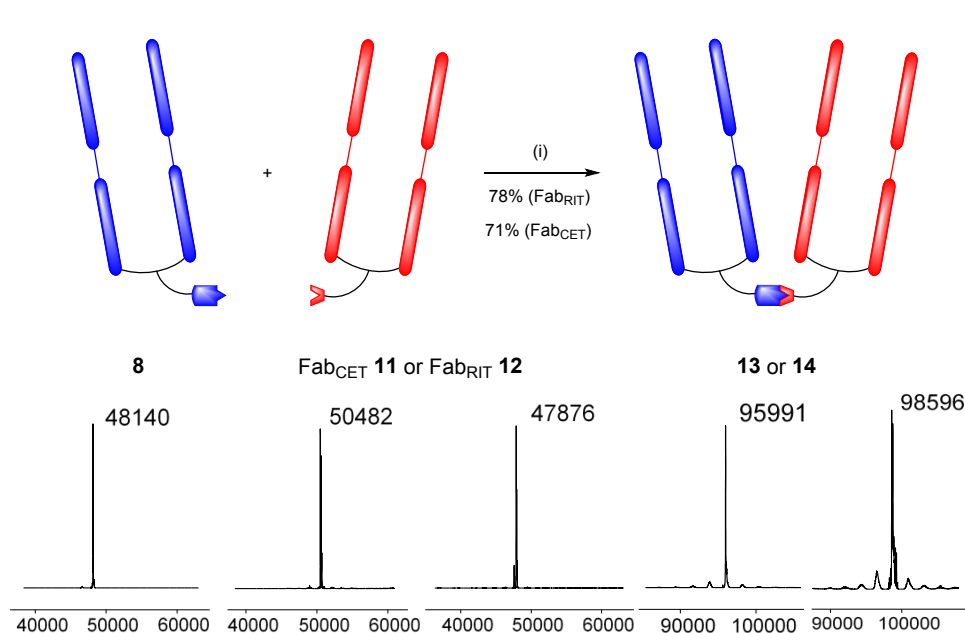 (i)
+
78% (FabRIT)
71% (FabCET)
8
FabCET 11 or FabRIT 12
13 or 14
48140
50482
47876
95991
98596
40000 50000 60000
40000 50000 60000
40000 50000 60000
90000 100000
90000 100000